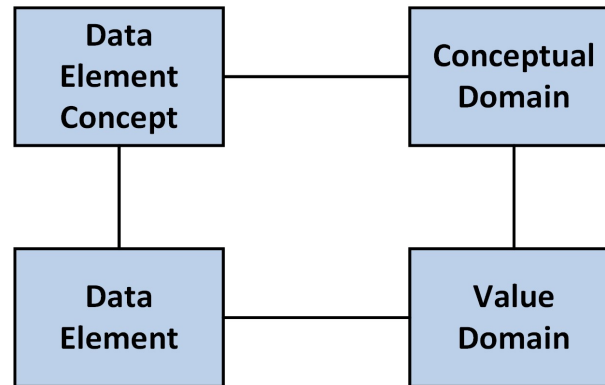 Data
Element
Concept
Conceptual
Domain
Data
Element
Value
Domain